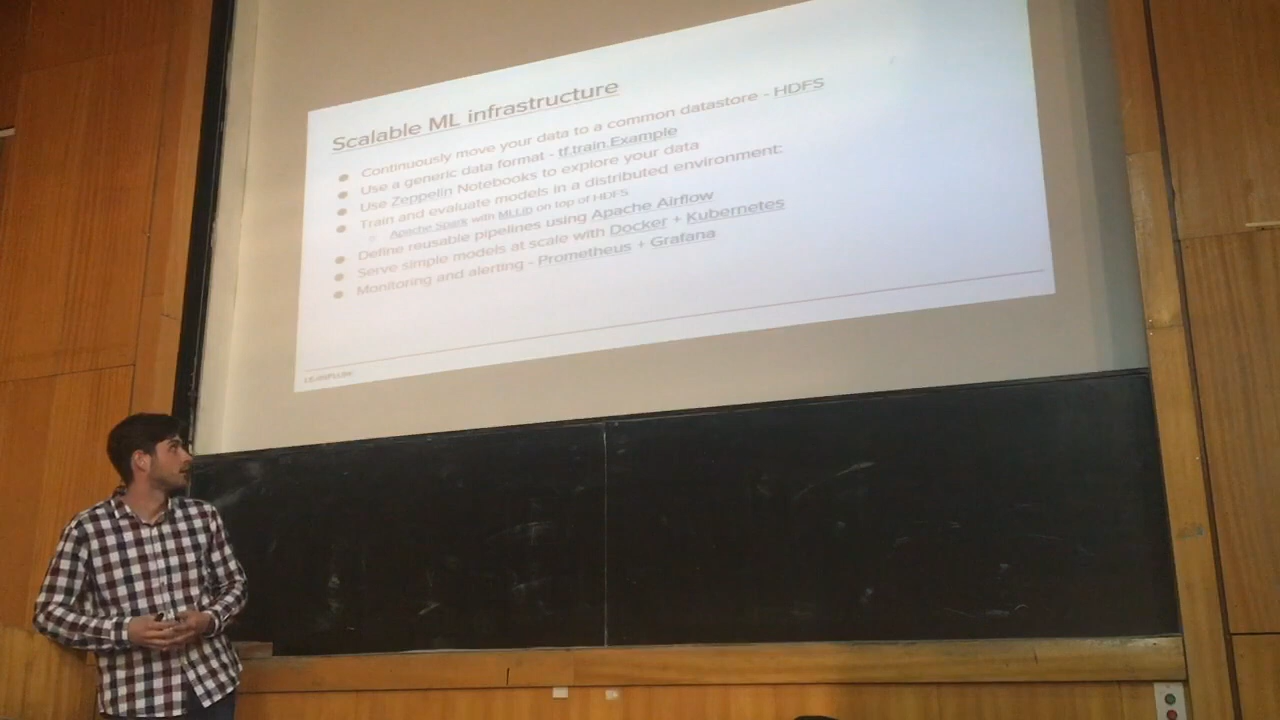 Scalable ML infrastructure
Continuously move your data to a common datastore - HDFS
Use a generic data format - tf.train.Example
Use Zeppelin Notebooks to explore your data
Train and evaluate models in a distributed environment:
Apache Spark with MLLib on top of HDFS
Define reusable pipelines using Apache Airflow
Serve simple models at scale with Docker + Kubernetes
Monitoring and alerting - Prometheus + Grafana